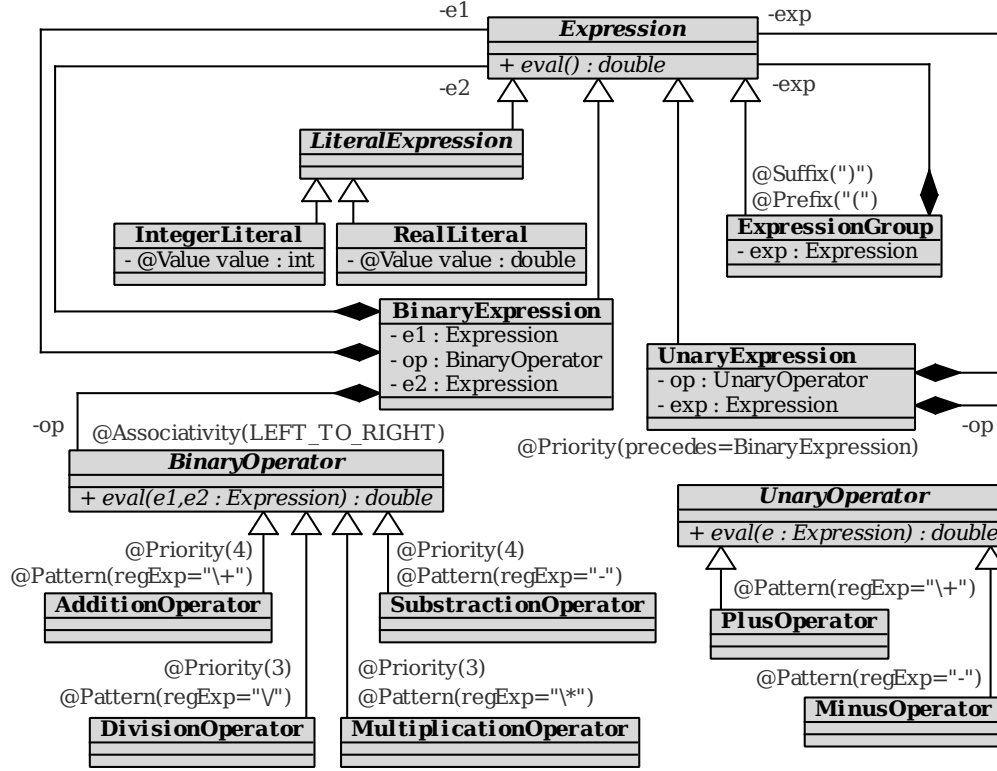 -e1
Expression
-exp
+ eval() : double
-e2
-exp
LiteralExpression
@Suffix(")")
@Prefix("(")
IntegerLiteral
- @Value value : int
RealLiteral
- @Value value : double
ExpressionGroup
- exp : Expression
BinaryExpression
- e1 : Expression
- op : BinaryOperator
- e2 : Expression
UnaryExpression
- op : UnaryOperator
- exp : Expression
-op
-op
@Associativity(LEFT_TO_RIGHT)
@Priority(precedes=BinaryExpression)
BinaryOperator
+ eval(e1,e2 : Expression) : double
UnaryOperator
+ eval(e : Expression) : double
@Priority(4)
@Pattern(regExp="\+")
AdditionOperator
@Priority(4)
@Pattern(regExp="-")
SubstractionOperator
@Pattern(regExp="\+")
PlusOperator
@Priority(3)
@Pattern(regExp="\/")
DivisionOperator
@Priority(3)
@Pattern(regExp="\*")
MultiplicationOperator
@Pattern(regExp="-")
MinusOperator